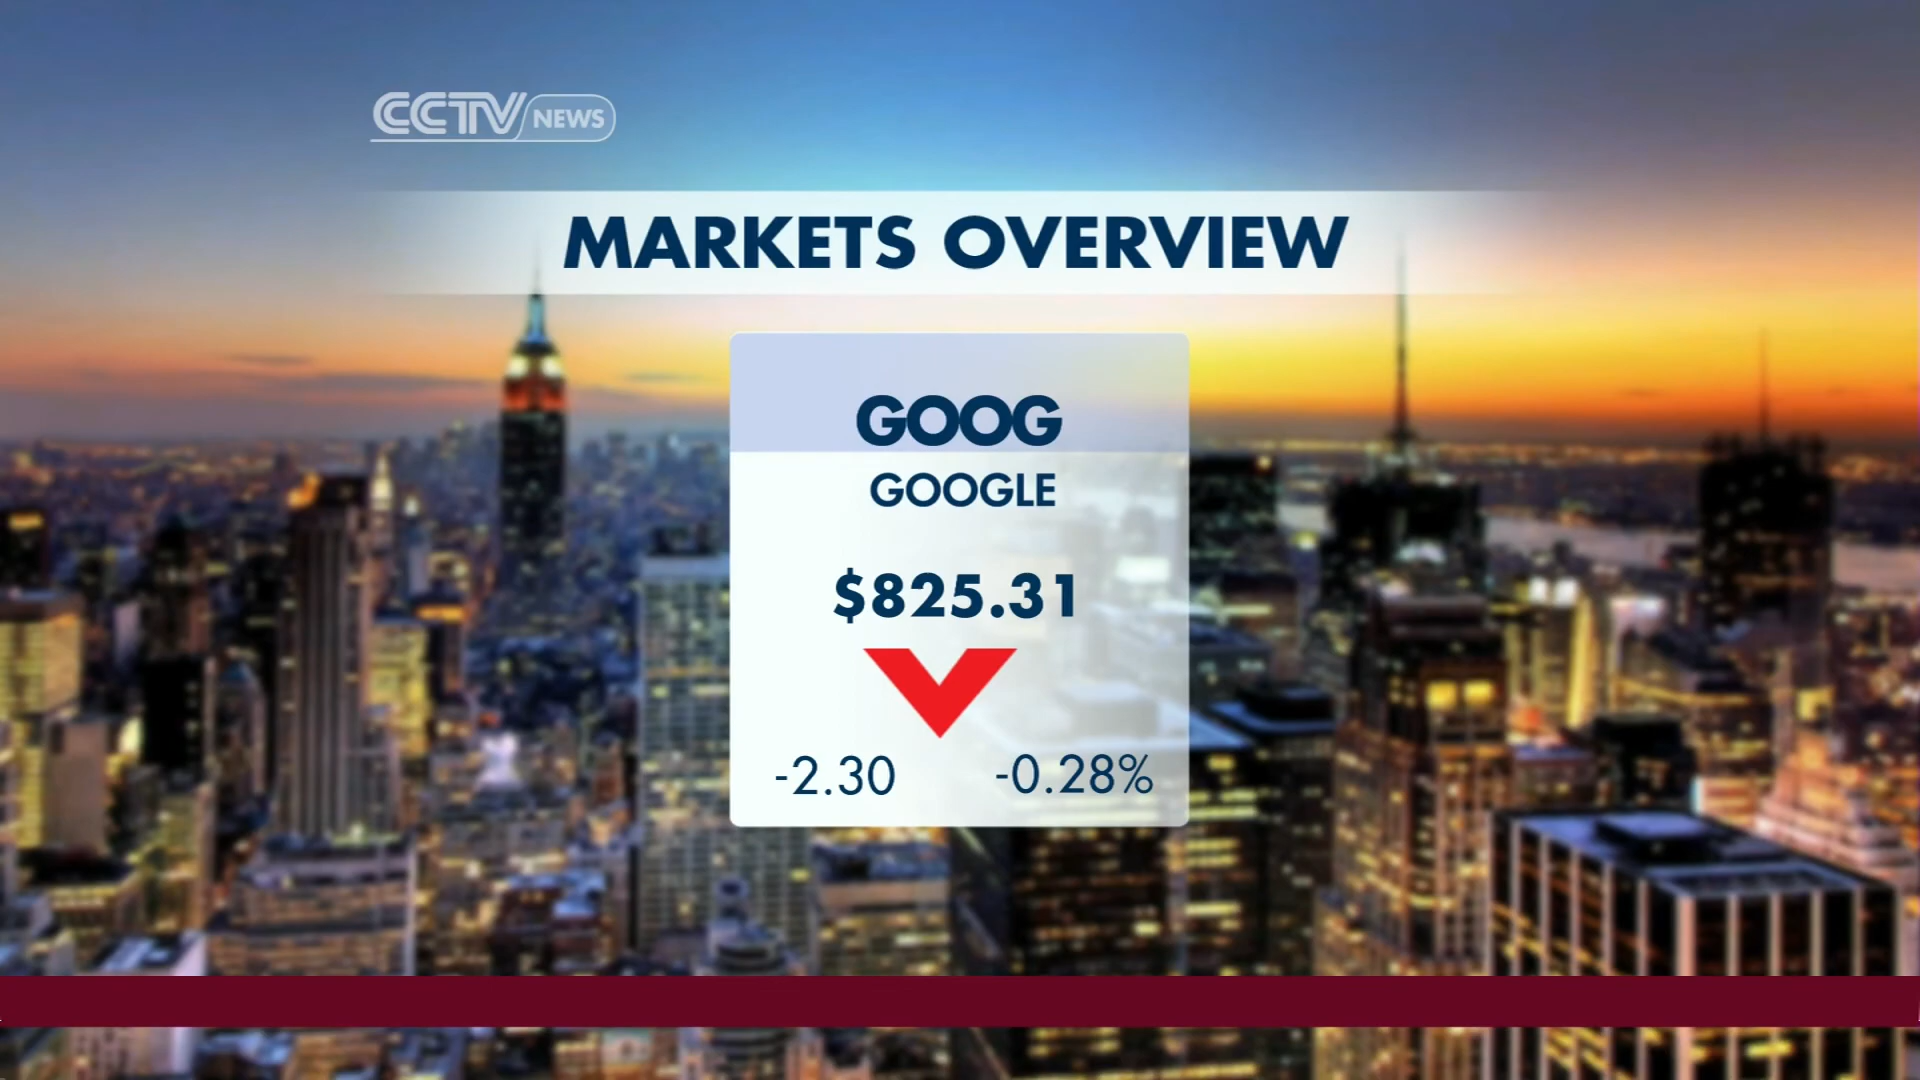 CCTV NEWS
MARKETS OVERVIEW
GOOG
GOOGLE
$825.31
-2.30 -0.28%